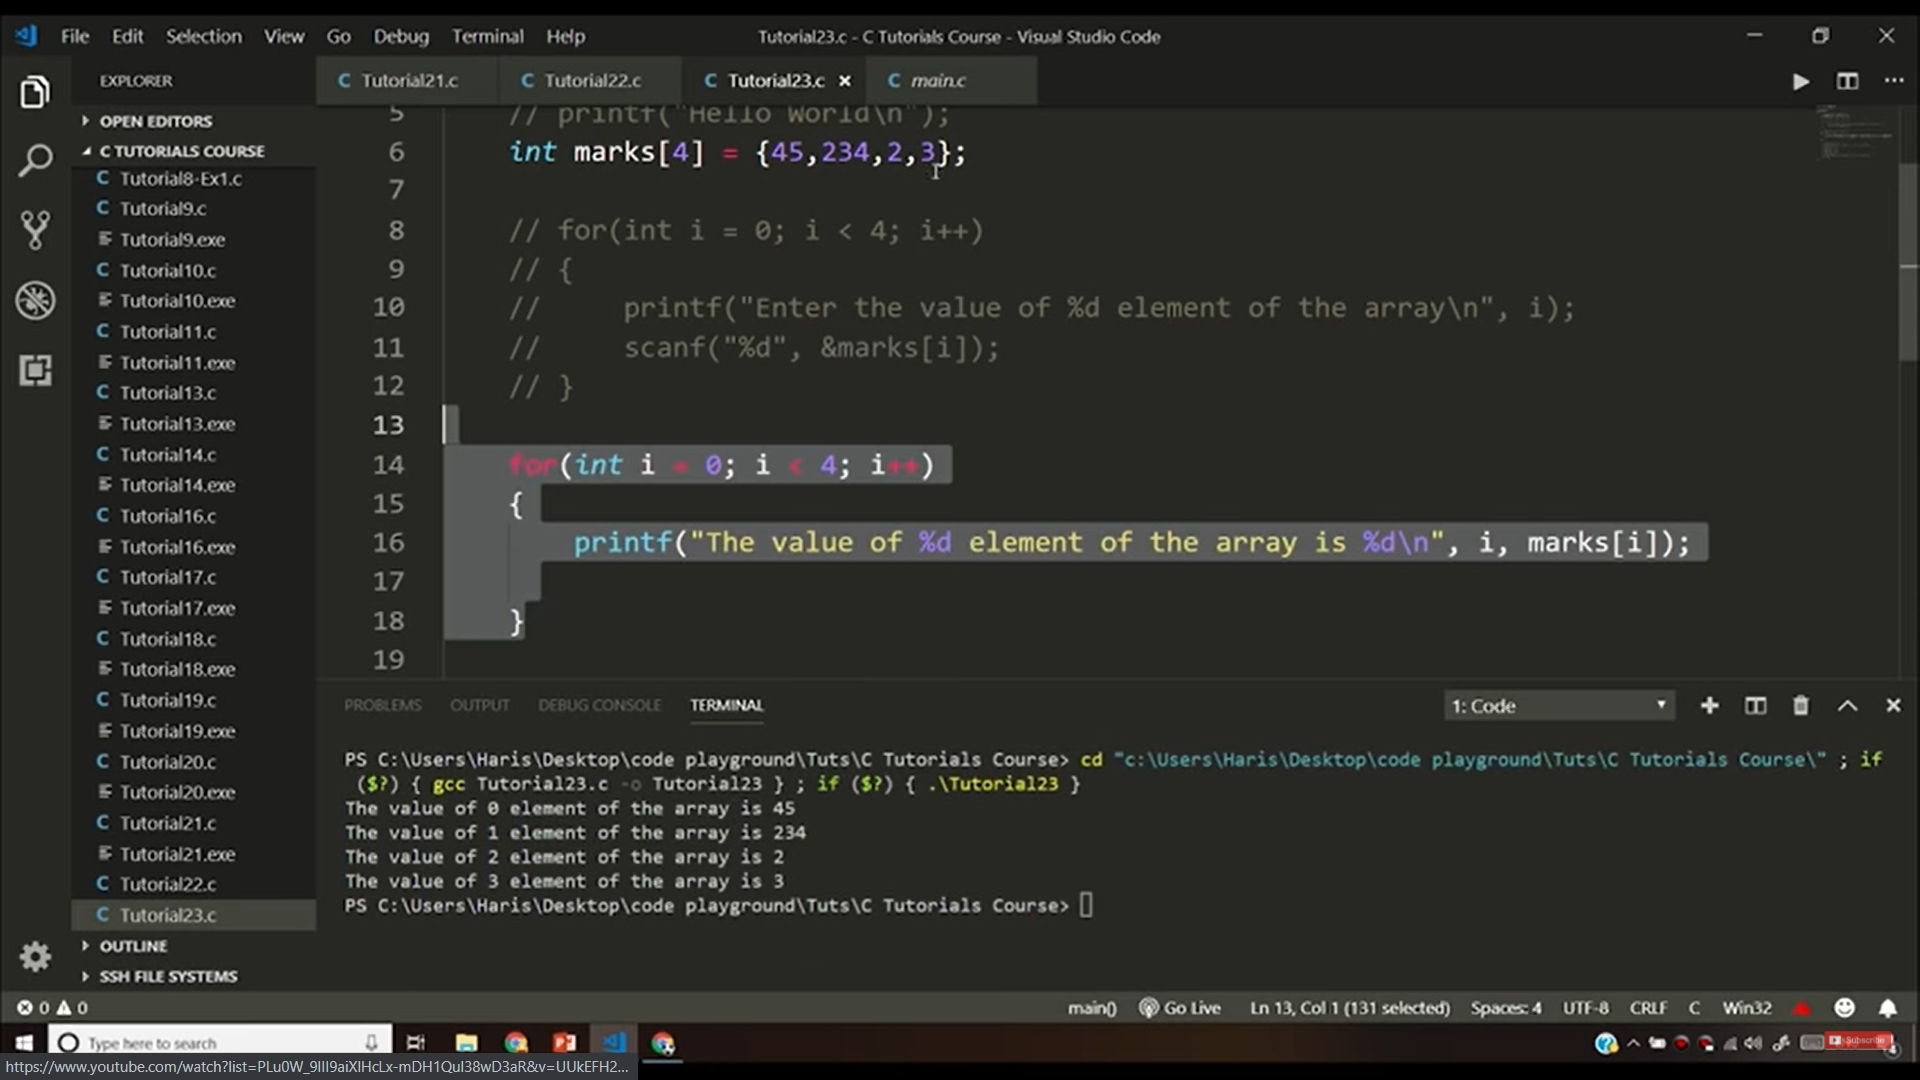 File Edit Selection View Go Debug Terminal Help
Tutorial23.c - C Tutorials Course - Visual Studio Code
EXPLORER
C Tutorial21.c
C Tutorial22.c
C Tutorial23.c ×
C main.c
OPEN EDITORS
C TUTORIALS COURSE
C Tutorial8-Ex1.c
C Tutorial9.c
Tutorial9.exe
C Tutorial10.c
Tutorial10.exe
C Tutorial11.c
Tutorial11.exe
C Tutorial13.c
Tutorial13.exe
C Tutorial14.c
Tutorial14.exe
C Tutorial16.c
Tutorial16.exe
C Tutorial17.c
Tutorial17.exe
C Tutorial18.c
Tutorial18.exe
C Tutorial19.c
Tutorial19.exe
C Tutorial20.c
Tutorial20.exe
C Tutorial21.c
Tutorial21.exe
C Tutorial22.c
C Tutorial23.c
OUTLINE
SSH FILE SYSTEMS
5 // printf("Hello World\n");
6 int marks[4] = {45,234,2,3};
7
8 // for(int i = 0; i < 4; i++)
9 // {
10 // printf("Enter the value of %d element of the array\n", i);
11 // scanf("%d", &marks[i]);
12 // }
13
14 for(int i = 0; i < 4; i++)
15 {
16 printf("The value of %d element of the array is %d\n", i, marks[i]);
17
18 }
19
PROBLEMS OUTPUT DEBUG CONSOLE TERMINAL
1: Code
PS C:\Users\Haris\Desktop\code playground\Tuts\C Tutorials Course> cd "c:\Users\Haris\Desktop\code playground\Tuts\C Tutorials Course\" ; if
($?) { gcc Tutorial23.c -o Tutorial23 } ; if ($?) { .\Tutorial23 }
The value of 0 element of the array is 45
The value of 1 element of the array is 234
The value of 2 element of the array is 2
The value of 3 element of the array is 3
PS C:\Users\Haris\Desktop\code playground\Tuts\C Tutorials Course>
0 0
main() Go Live Ln 13, Col 1 (131 selected) Spaces: 4 UTF-8 CRLF C Win32
Type here to search
Subscribe
https://www.youtube.com/watch?list=PLu0W_9lII9aiXlHcLx-mDH1Qul38wD3aR&v=UUkEFH2...